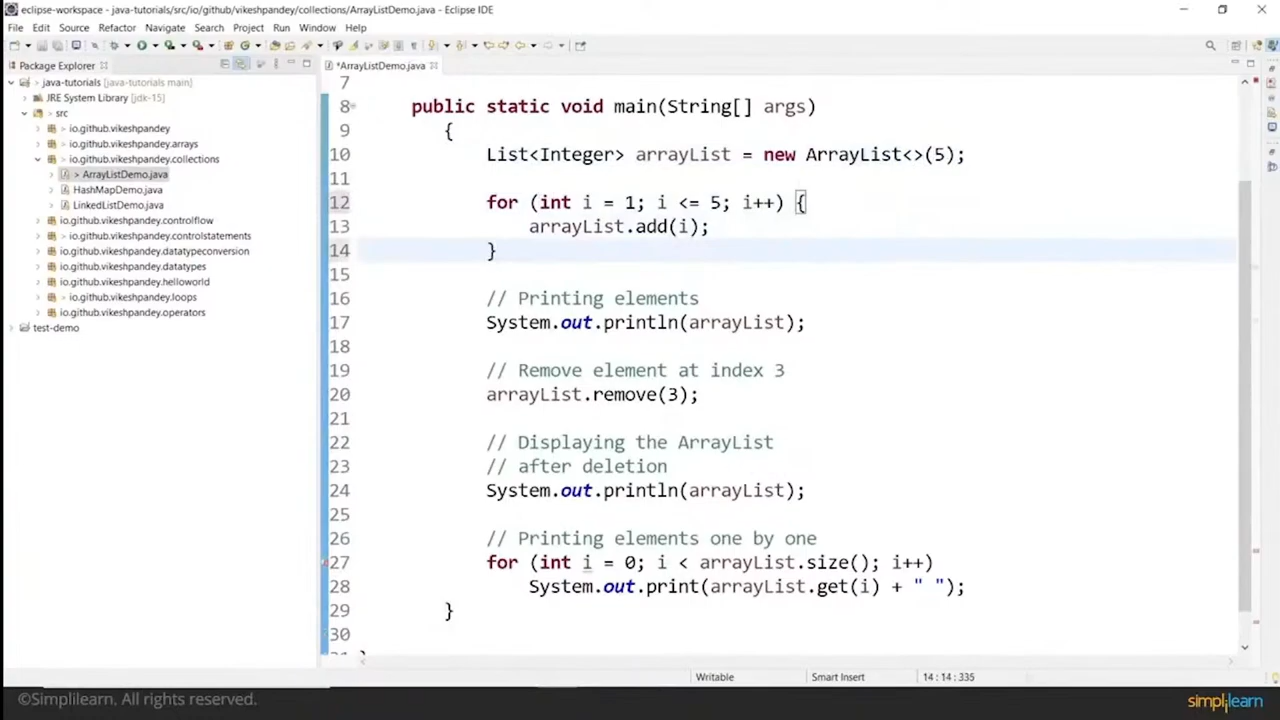 eclipse-workspace - java-tutorials/src/io/github/vikeshpandey/collections/ArrayListDemo.java - Eclipse IDE
File Edit Source Refactor Navigate Search Project Run Window Help
Package Explorer
*ArrayListDemo.java
> java-tutorials [java-tutorials main]
JRE System Library [jdk-15]
> src
> io.github.vikeshpandey
> io.github.vikeshpandey.arrays
> io.github.vikeshpandey.collections
> ArrayListDemo.java
HashMapDemo.java
LinkedListDemo.java
io.github.vikeshpandey.controlflow
> io.github.vikeshpandey.controlstatements
io.github.vikeshpandey.datatypeconversion
io.github.vikeshpandey.datatypes
io.github.vikeshpandey.helloworld
> io.github.vikeshpandey.loops
io.github.vikeshpandey.operators
test-demo
7
8 public static void main(String[] args)
9 {
10 List<Integer> arrayList = new ArrayList<>(5);
11
12 for (int i = 1; i <= 5; i++) {
13 arrayList.add(i);
14 }
15
16 // Printing elements
17 System.out.println(arrayList);
18
19 // Remove element at index 3
20 arrayList.remove(3);
21
22 // Displaying the ArrayList
23 // after deletion
24 System.out.println(arrayList);
25
26 // Printing elements one by one
27 for (int i = 0; i < arrayList.size(); i++)
28 System.out.print(arrayList.get(i) + " ");
29 }
30
Writable Smart Insert 14 : 14 : 335
©Simplilearn. All rights reserved.
simplilearn